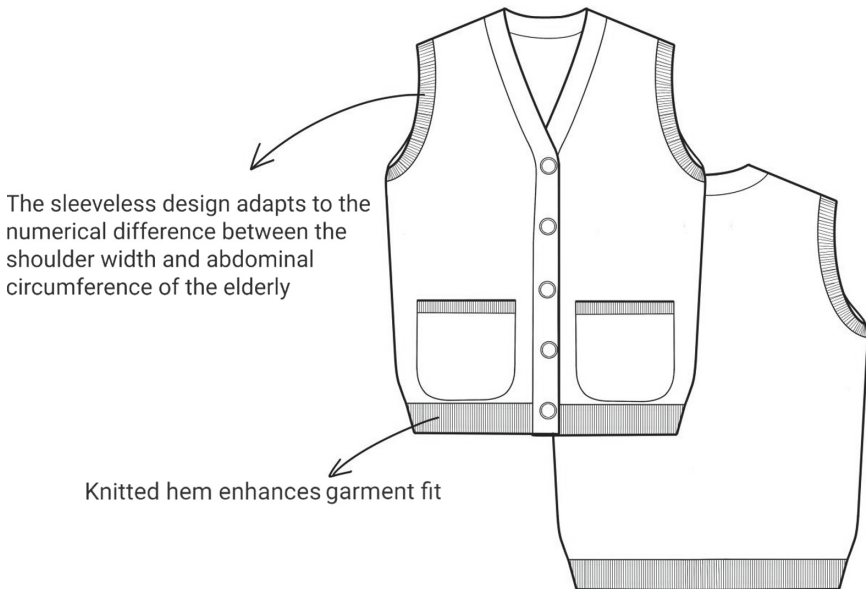 The sleeveless design adapts to the
numerical difference between the
shoulder width and abdominal
circumference of the elderly
Knitted hem enhances garment fit